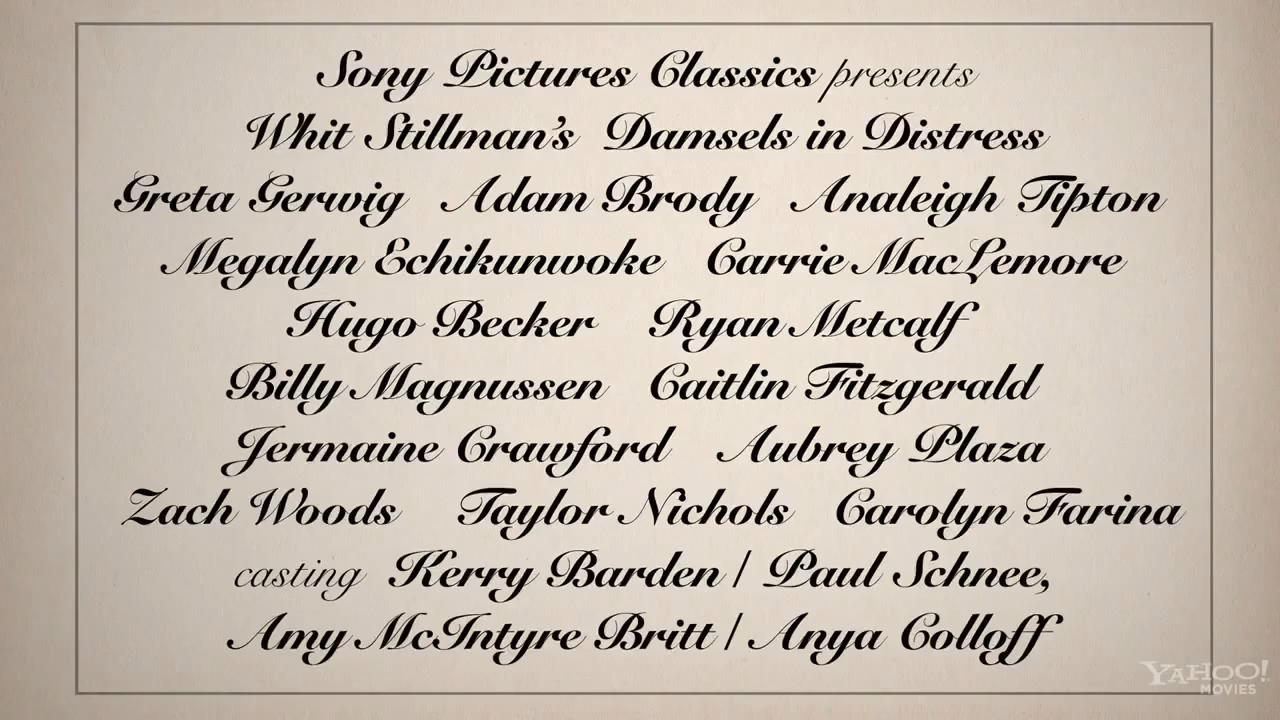 Sony Pictures Classics presents
Whit Stillman's Damsels in Distress
Greta Gerwig Adam Brody Analeigh Tipton
Megalyn Echikunwoke Carrie MacLemore
Hugo Becker Ryan Metcalf
Billy Magnussen Caitlin Fitzgerald
Jermaine Crawford Aubrey Plaza
Zach Woods Taylor Nichols Carolyn Farina
casting Kerry Barden / Paul Schnee,
Amy McIntyre Britt / Anya Colloff
YAHOO!
MOVIES